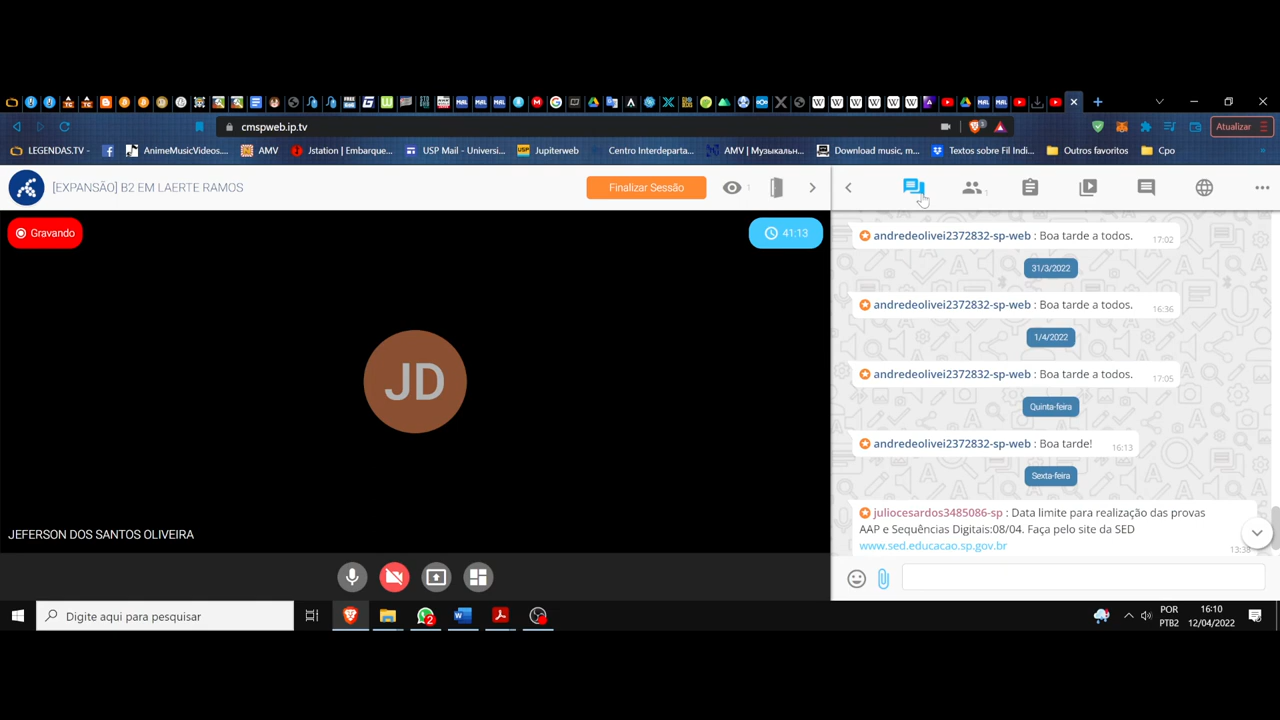 cmspweb.ip.tv
Atualizar
LEGENDAS.TV -
AnimeMusicVideos...
AMV
Jstation | Embarque...
USP Mail - Universi...
Jupiterweb
Centro Interdeparta...
AMV | Музыкальн...
Download music, m...
Textos sobre Fil Indi...
Outros favoritos
Cpo
[EXPANSÃO] B2 EM LAERTE RAMOS
Finalizar Sessão
1
1
Gravando
41:13
JD
JEFERSON DOS SANTOS OLIVEIRA
andredeolivei2372832-sp-web : Boa tarde a todos.
17:02
31/3/2022
andredeolivei2372832-sp-web : Boa tarde a todos.
16:36
1/4/2022
andredeolivei2372832-sp-web : Boa tarde a todos.
17:05
Quinta-feira
andredeolivei2372832-sp-web : Boa tarde!
16:13
Sexta-feira
juliocesardos3485086-sp : Data limite para realização das provas
AAP e Sequências Digitais:08/04. Faça pelo site da SED
www.sed.educacao.sp.gov.br
13:38
Digite aqui para pesquisar
2
POR
PTB2
16:10
12/04/2022